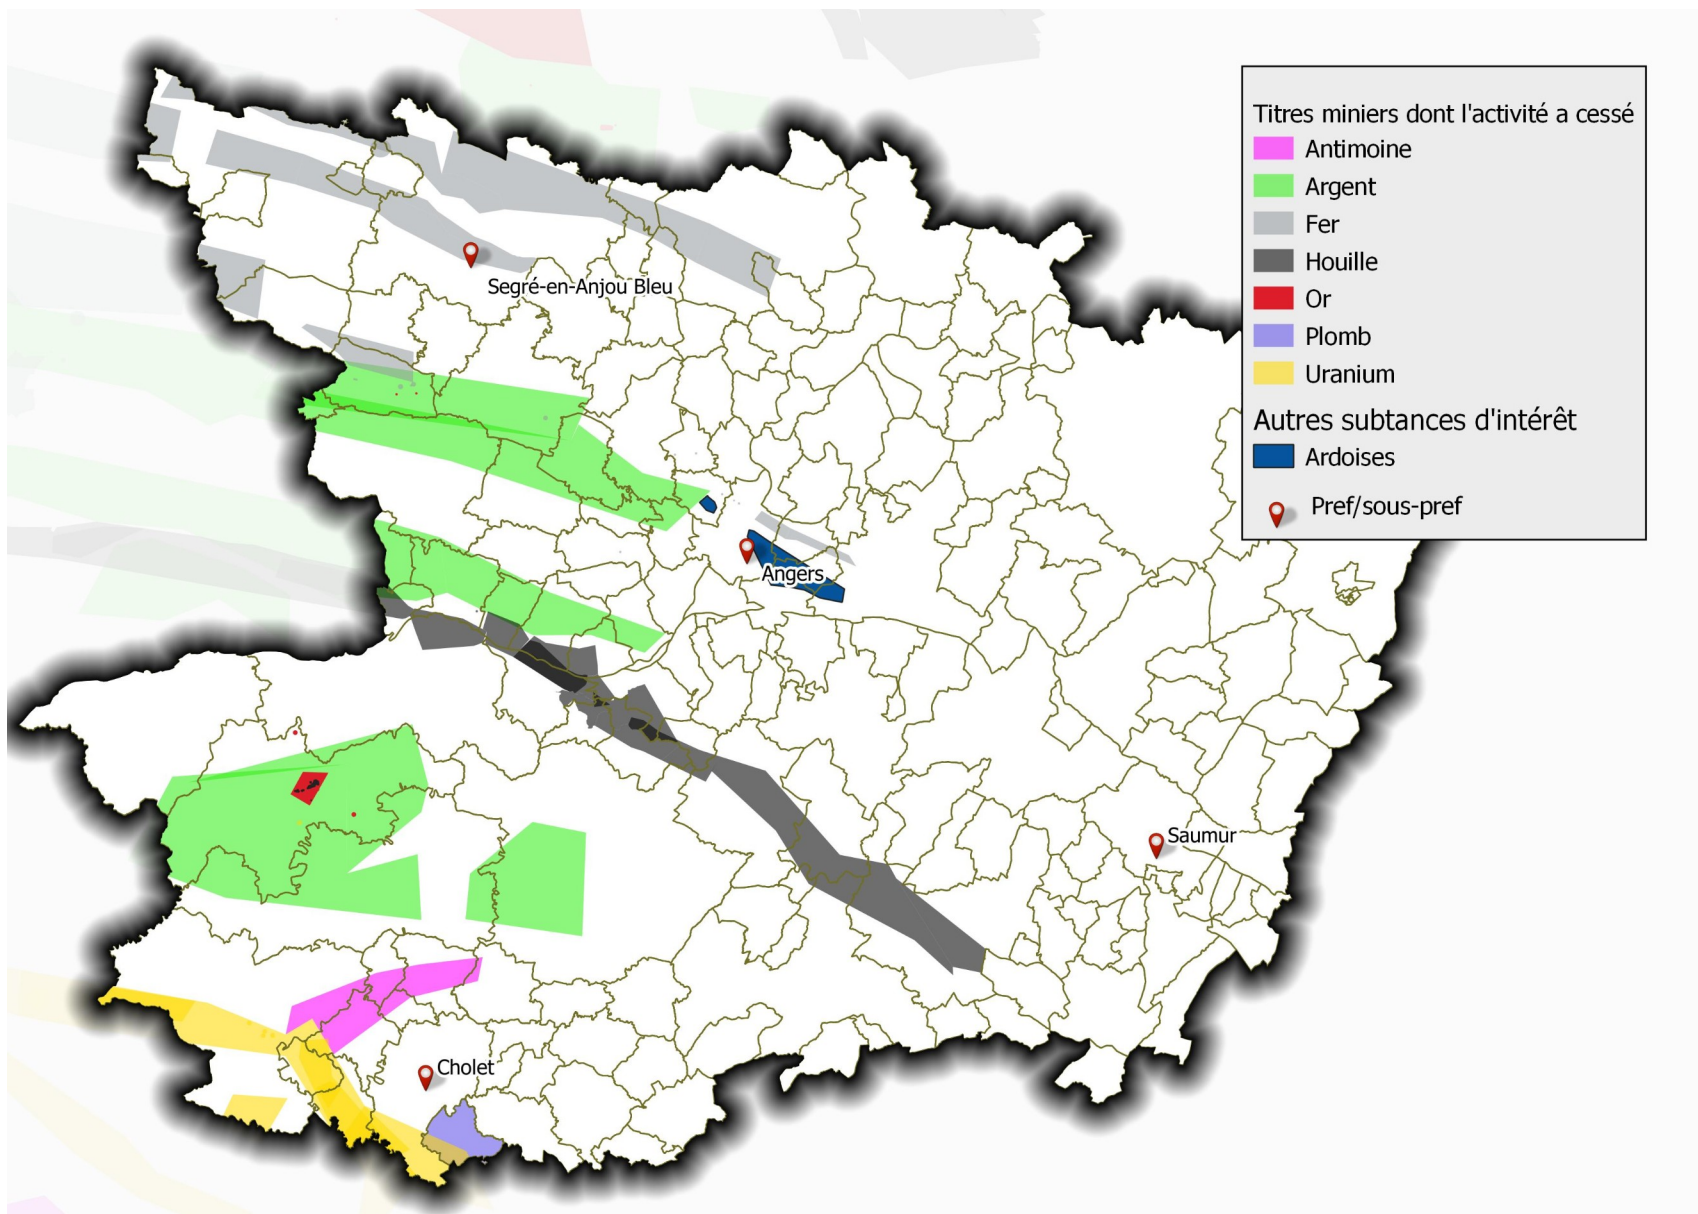 Titres miniers dont l'activité a cessé
Antimoine
Argent
Fer
Houille
Or
Plomb
Uranium
Autres subtances d'intérêt
Ardoises
Pref/sous-pref
Segré-en-Anjou Bleu
Angers
Saumur
Cholet